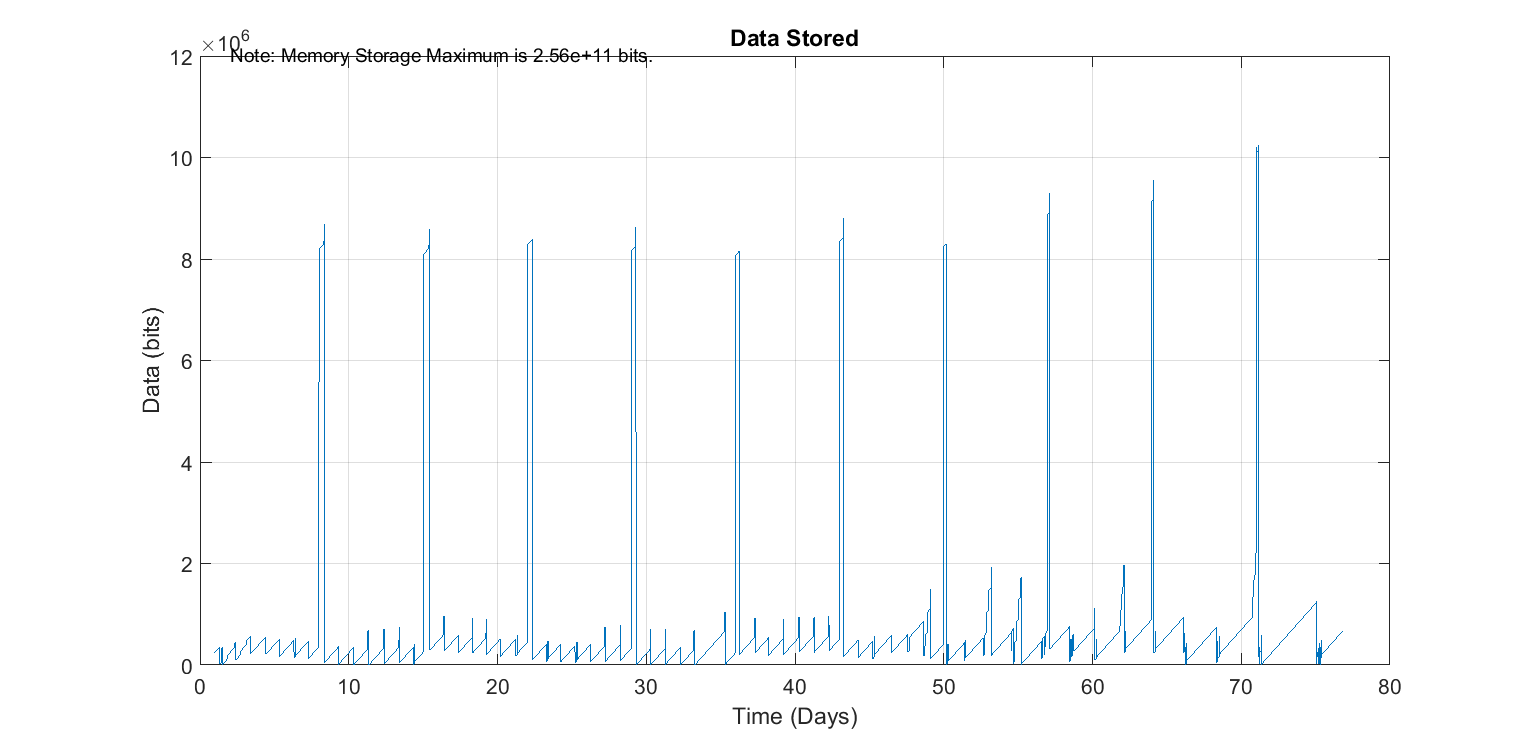 Data Stored
×10^6
Note: Memory Storage Maximum is 2.56e+11 bits.
12
10
8
6
4
2
0
Data (bits)
0 10 20 30 40 50 60 70 80
Time (Days)